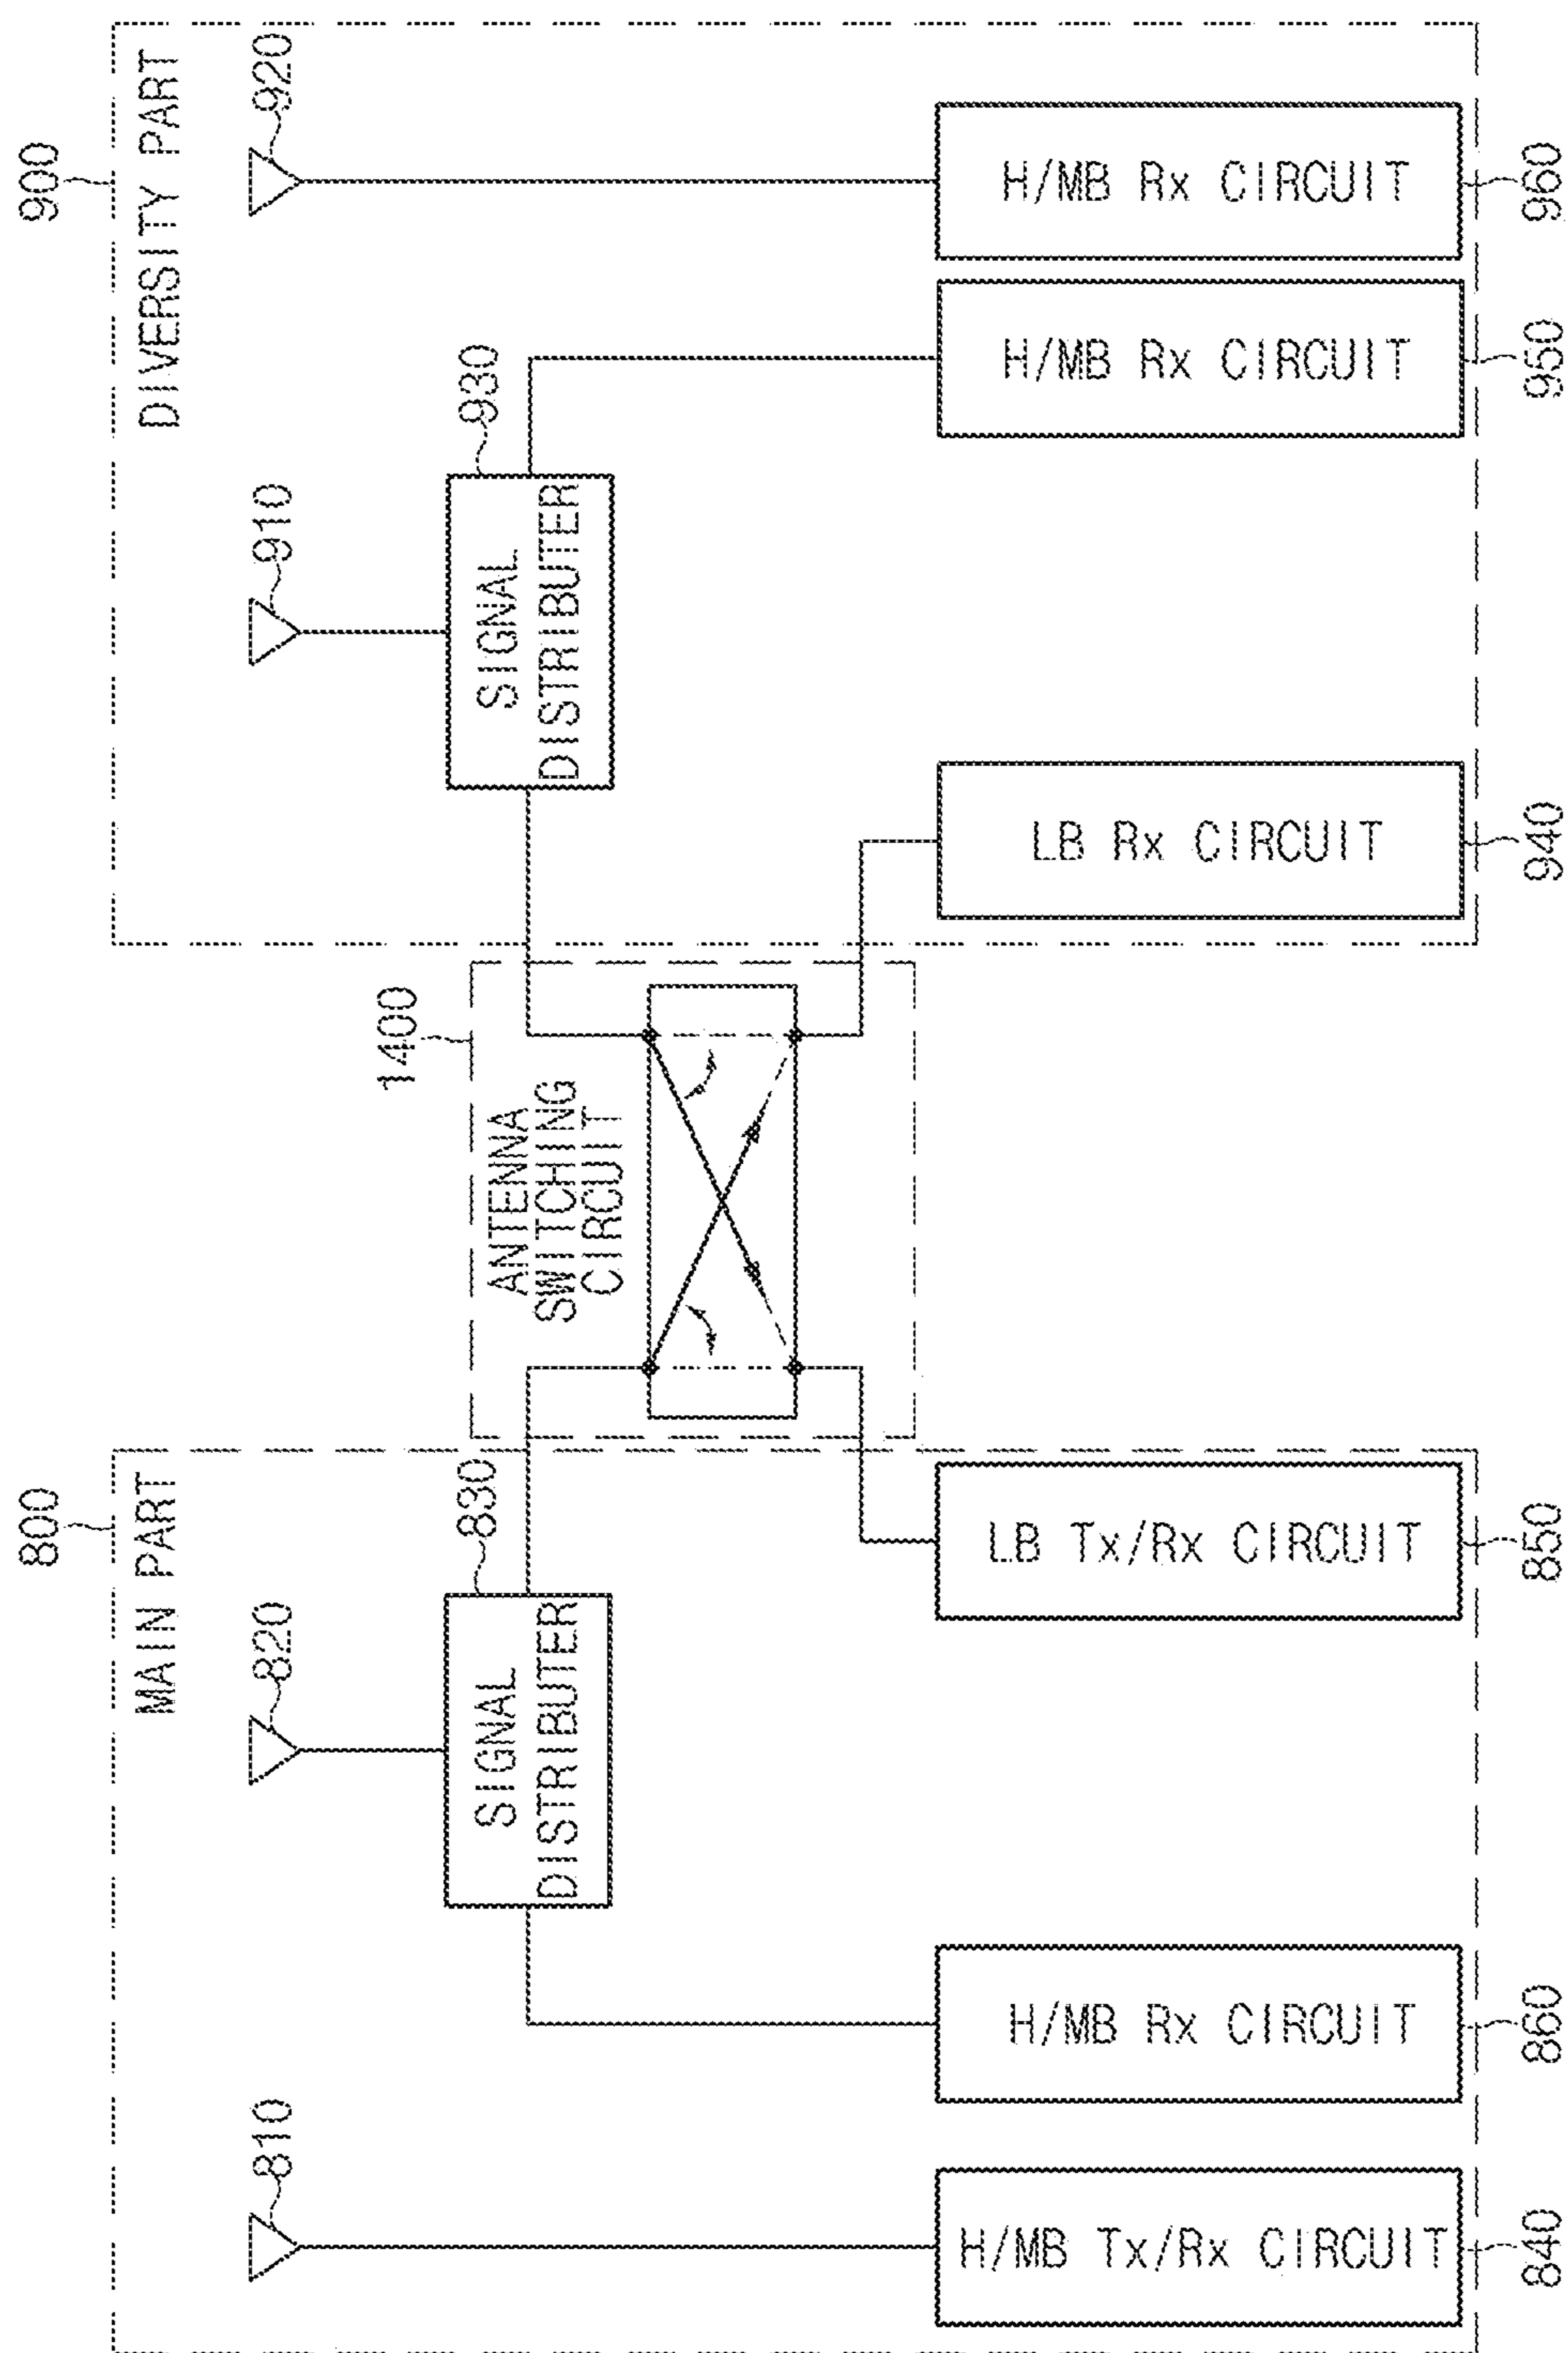 800
MAIN PART
810
820
830
SIGNAL
DISTRIBUTER
H/MB Tx/Rx CIRCUIT
840
H/MB Rx CIRCUIT
860
LB Tx/Rx CIRCUIT
850
1400
ANTENNA
SWITCHING
CIRCUIT
900
DIVERSITY PART
910
920
930
SIGNAL
DISTRIBUTER
LB Rx CIRCUIT
940
H/MB Rx CIRCUIT
950
H/MB Rx CIRCUIT
960